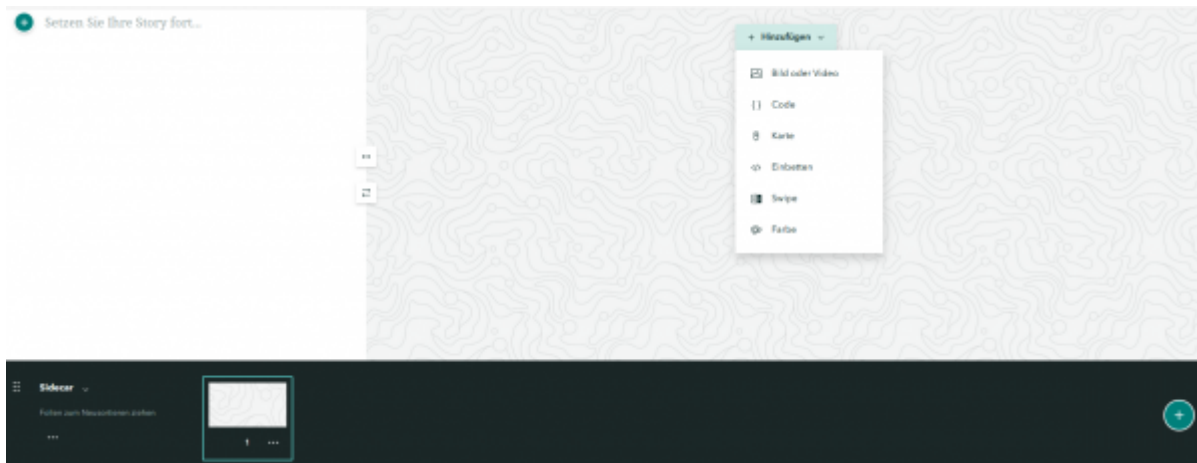 Setzen Sie Ihre Story fort...
+ Hinzufügen
Bild oder Video
{} Code
Karte
</> Einbetten
Swipe
Farbe
Sidecar
Folien zum Neusortieren ziehen
1